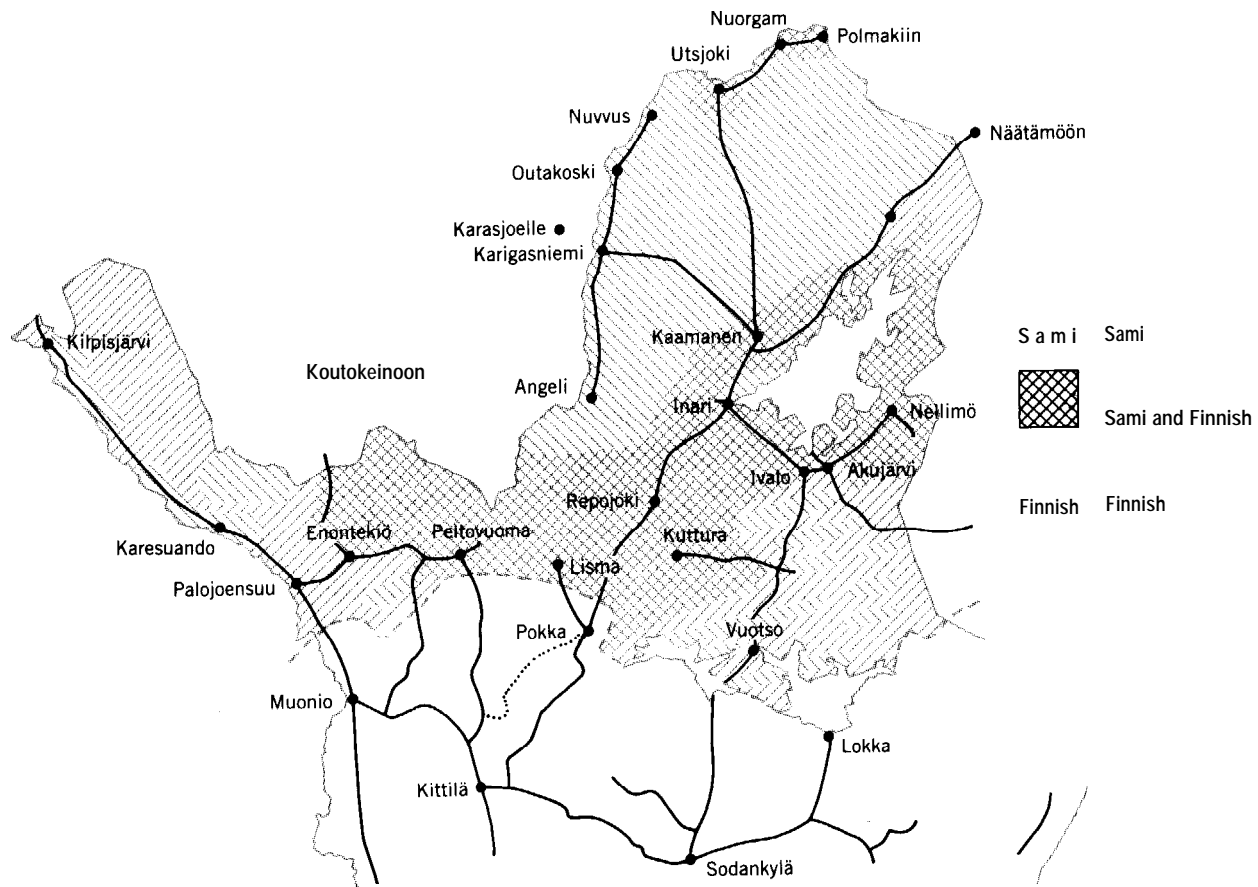 Nuorgam
Polmakiin
Utsjoki
Nuvvus
Näätämöön
Outakoski
Karasjoelle
Karigasniemi
Kilpisjärvi
Kaamanen
Sami Sami
Koutokeinoon
Angeli
Inari
Nellimö
Sami and Finnish
Ivalo
Akujärvi
Repojoki
Finnish Finnish
Karesuando
Enontekiö
Peltovuoma
Kuttura
Lisma
Palojoensuu
Pokka
Vuotso
Muonio
Lokka
Kittilä
Sodankylä